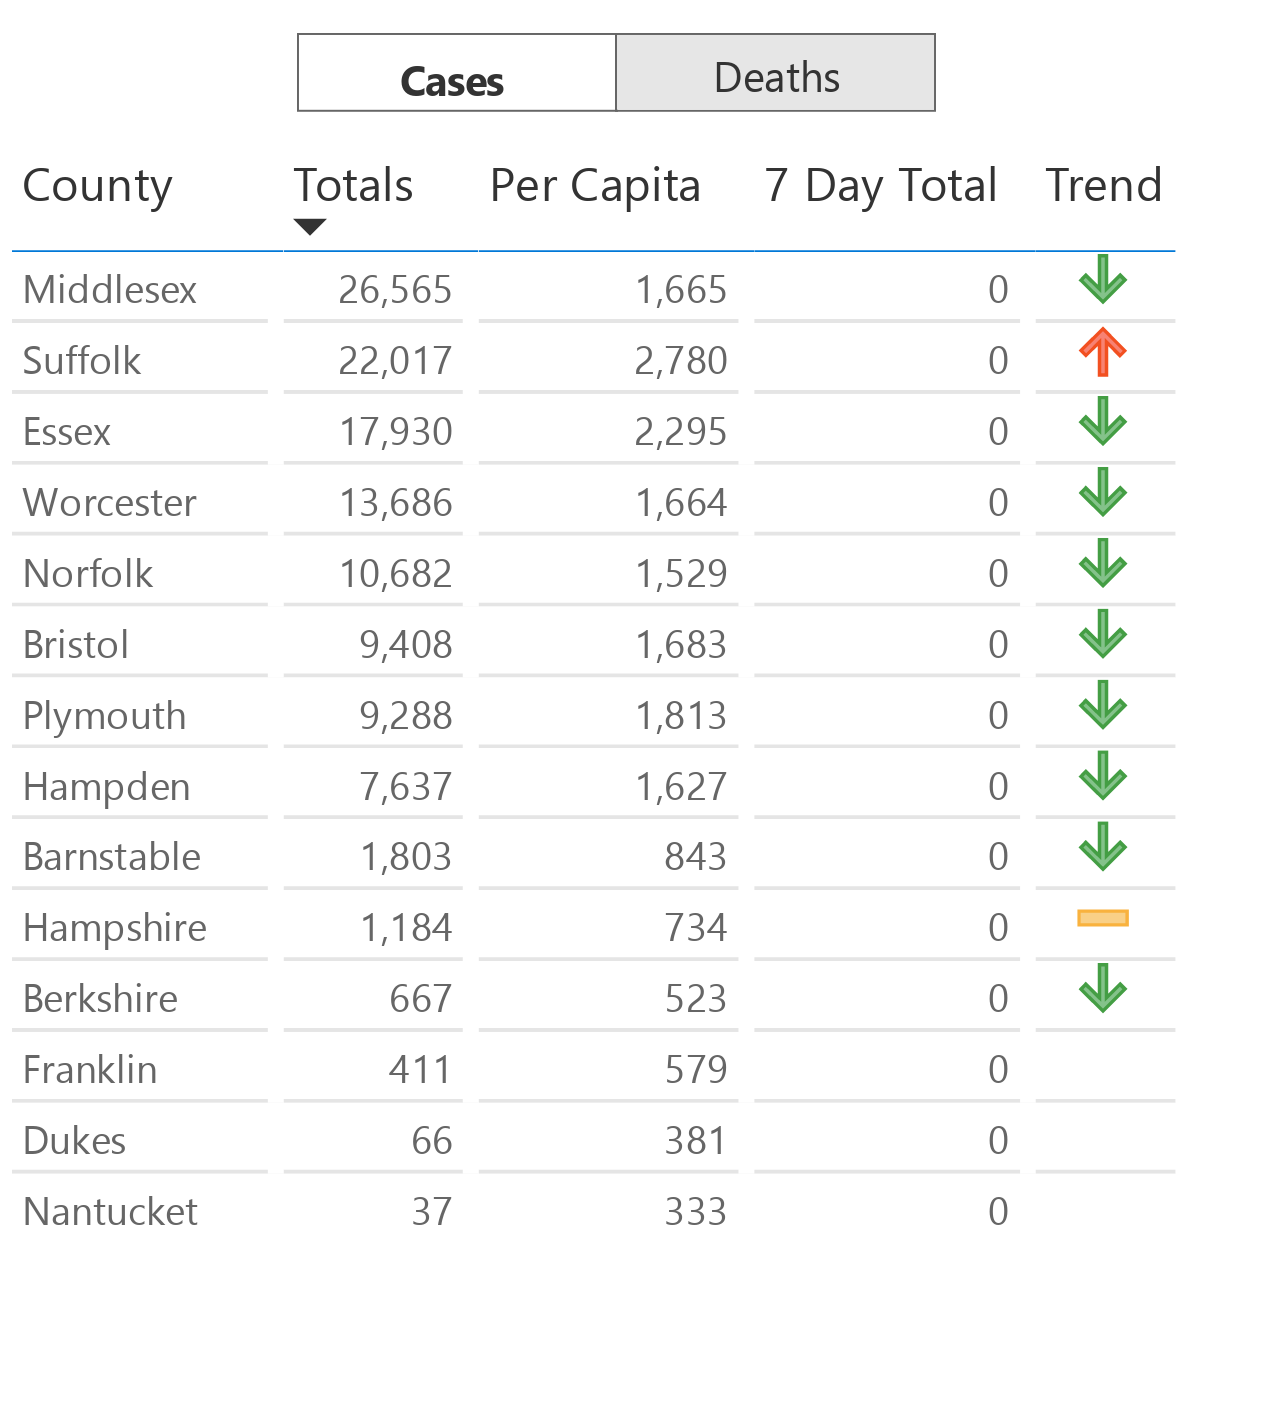 Cases Deaths
County Totals Per Capita 7 Day Total Trend
Middlesex 26,565 1,665 0
Suffolk 22,017 2,780 0
Essex 17,930 2,295 0
Worcester 13,686 1,664 0
Norfolk 10,682 1,529 0
Bristol 9,408 1,683 0
Plymouth 9,288 1,813 0
Hampden 7,637 1,627 0
Barnstable 1,803 843 0
Hampshire 1,184 734 0
Berkshire 667 523 0
Franklin 411 579 0
Dukes 66 381 0
Nantucket 37 333 0